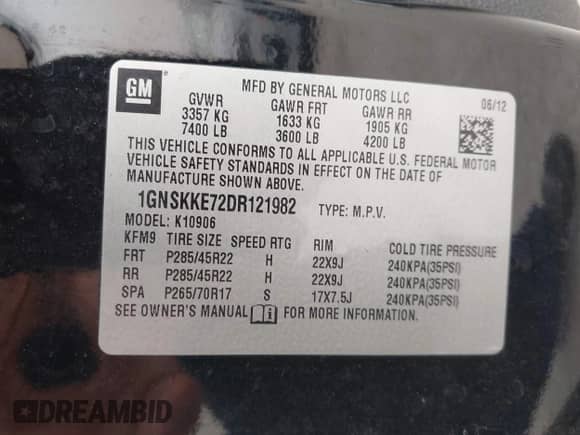 GM
MFD BY GENERAL MOTORS LLC
06/12
GVWR GAWR FRT GAWR RR
3357 KG 1633 KG 1905 KG
7400 LB 3600 LB 4200 LB
THIS VEHICLE CONFORMS TO ALL APPLICABLE U.S. FEDERAL MOTOR
VEHICLE SAFETY STANDARDS IN EFFECT ON THE DATE OF
MANUFACTURE SHOWN ABOVE.
1GNSKKE72DR121982 TYPE: M.P.V.
MODEL: K10906
KFM9 TIRE SIZE SPEED RTG RIM COLD TIRE PRESSURE
FRT P285/45R22 H 22X9J 240KPA(35PSI)
RR P285/45R22 H 22X9J 240KPA(35PSI)
SPA P265/70R17 S 17X7.5J 240KPA(35PSI)
SEE OWNER'S MANUAL i FOR MORE INFORMATION.
DREAMBID